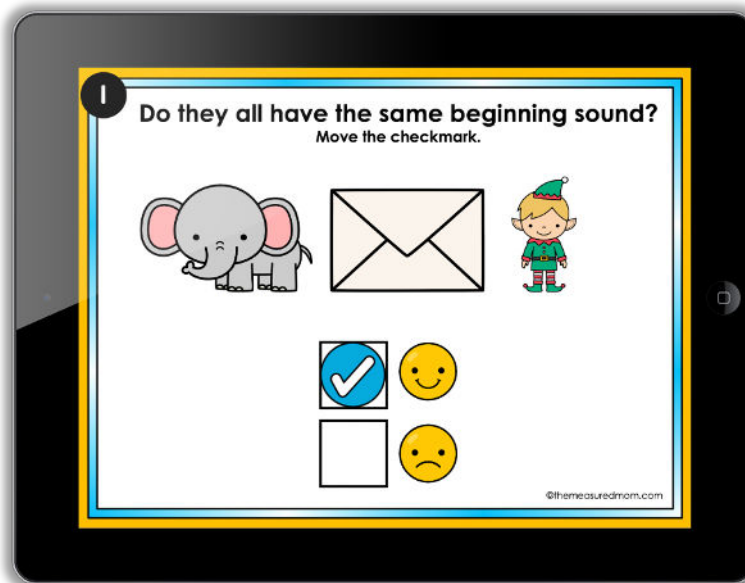 1
Do they all have the same beginning sound?
Move the checkmark.
©themeasuredmom.com